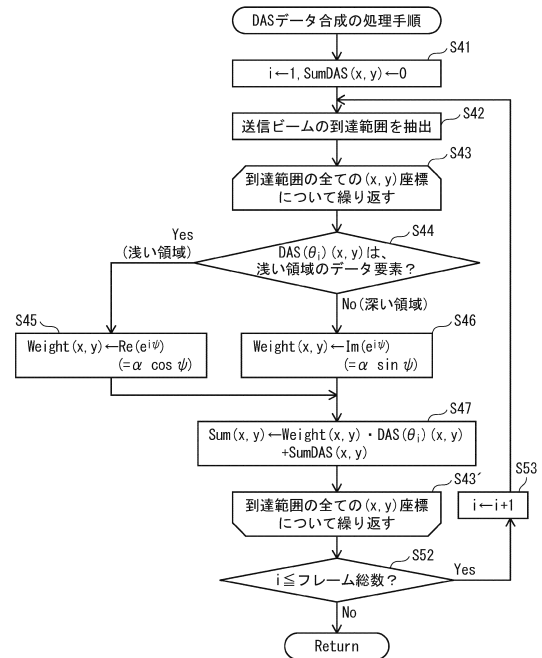 DASデータ合成の処理手順
S41
i←1,SumDAS(x,y)←0
S42
送信ビームの到達範囲を抽出
S43
到達範囲の全ての(x,y)座標
について繰り返す
S44
Yes
(浅い領域)
DAS(θi)(x,y)は、
浅い領域のデータ要素？
No(深い領域)
S45
Weight(x,y)←Re(e^iψ)
(=α cos ψ)
S46
Weight(x,y)←Im(e^iψ)
(=α sin ψ)
S47
Sum(x,y)←Weight(x,y)・DAS(θi)(x,y)
+SumDAS(x,y)
S43′
到達範囲の全ての(x,y)座標
について繰り返す
S53
i←i+1
S52
i≦フレーム総数？
Yes
No
Return